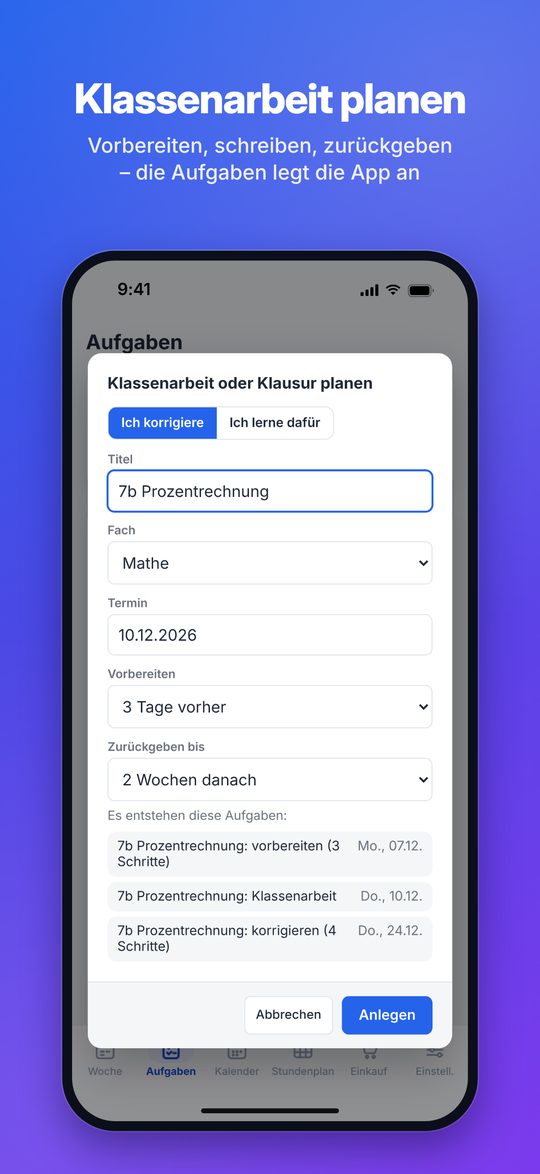 Klassenarbeit planen
Vorbereiten, schreiben, zurückgeben
– die Aufgaben legt die App an
9:41
Aufgaben
Klassenarbeit oder Klausur planen
Ich korrigiere
Ich lerne dafür
Titel
7b Prozentrechnung
Fach
Mathe
Termin
10.12.2026
Vorbereiten
3 Tage vorher
Zurückgeben bis
2 Wochen danach
Es entstehen diese Aufgaben:
7b Prozentrechnung: vorbereiten (3 Mo., 07.12.
Schritte)
7b Prozentrechnung: Klassenarbeit Do., 10.12.
7b Prozentrechnung: korrigieren (4 Do., 24.12.
Schritte)
Abbrechen
Anlegen
Woche
Aufgaben
Kalender
Stundenplan
Einkauf
Einstell.